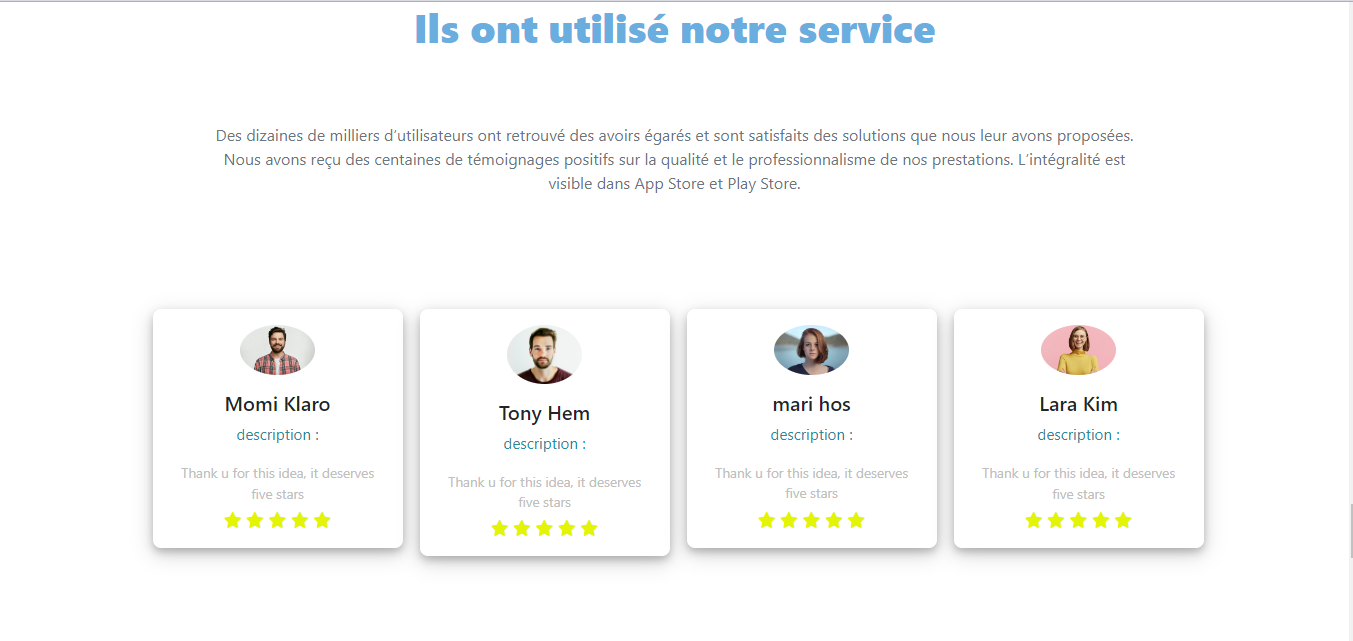 Ils ont utilisé notre service
Des dizaines de milliers d'utilisateurs ont retrouvé des avoirs égarés et sont satisfaits des solutions que nous leur avons proposées.
Nous avons reçu des centaines de témoignages positifs sur la qualité et le professionnalisme de nos prestations. L'intégralité est
visible dans App Store et Play Store.
Momi Klaro
description :
Thank u for this idea, it deserves
five stars
Tony Hem
description :
Thank u for this idea, it deserves
five stars
mari hos
description :
Thank u for this idea, it deserves
five stars
Lara Kim
description :
Thank u for this idea, it deserves
five stars